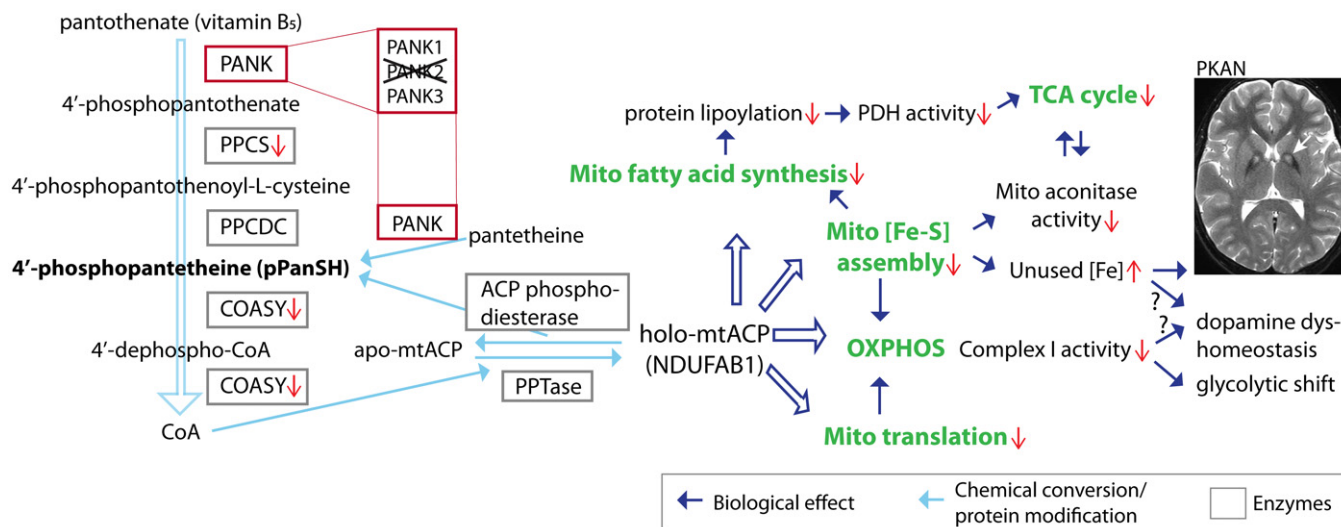 pantothenate (vitamin B₅)
PANK
PANK1
PANK2
PANK3
4′-phosphopantothenate
PPCS↓
4′-phosphopantothenoyl-L-cysteine
PPCDC
PANK
pantetheine
4′-phosphopantetheine (pPanSH)
COASY↓
4′-dephospho-CoA
COASY↓
CoA
ACP phospho-
diesterase
apo-mtACP
PPTase
holo-mtACP
(NDUFAB1)
protein lipoylation↓
PDH activity↓
TCA cycle↓
Mito fatty acid synthesis↓
Mito [Fe-S]
assembly↓
Mito aconitase
activity↓
Unused [Fe]↑
OXPHOS
Complex I activity↓
Mito translation↓
PKAN
?
?
dopamine dys-
homeostasis
glycolytic shift
Biological effect
Chemical conversion/
protein modification
Enzymes